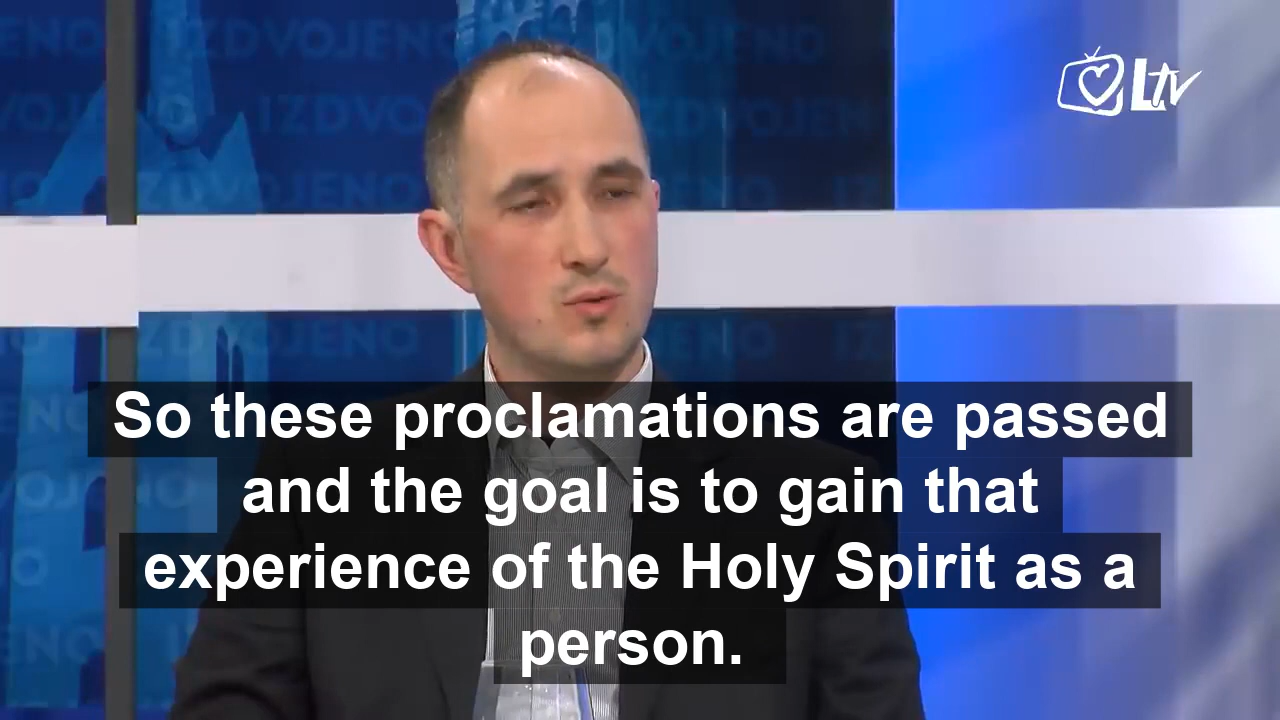 IZDVOJENO
LTV
So these proclamations are passed
and the goal is to gain that
experience of the Holy Spirit as a
person.